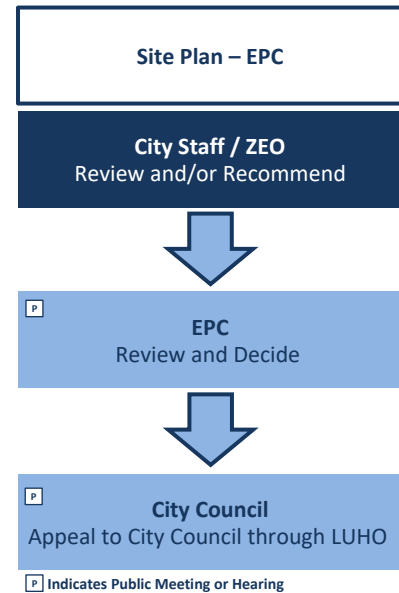 Site Plan – EPC
City Staff / ZEO
Review and/or Recommend
P
EPC
Review and Decide
P
City Council
Appeal to City Council through LUHO
P Indicates Public Meeting or Hearing